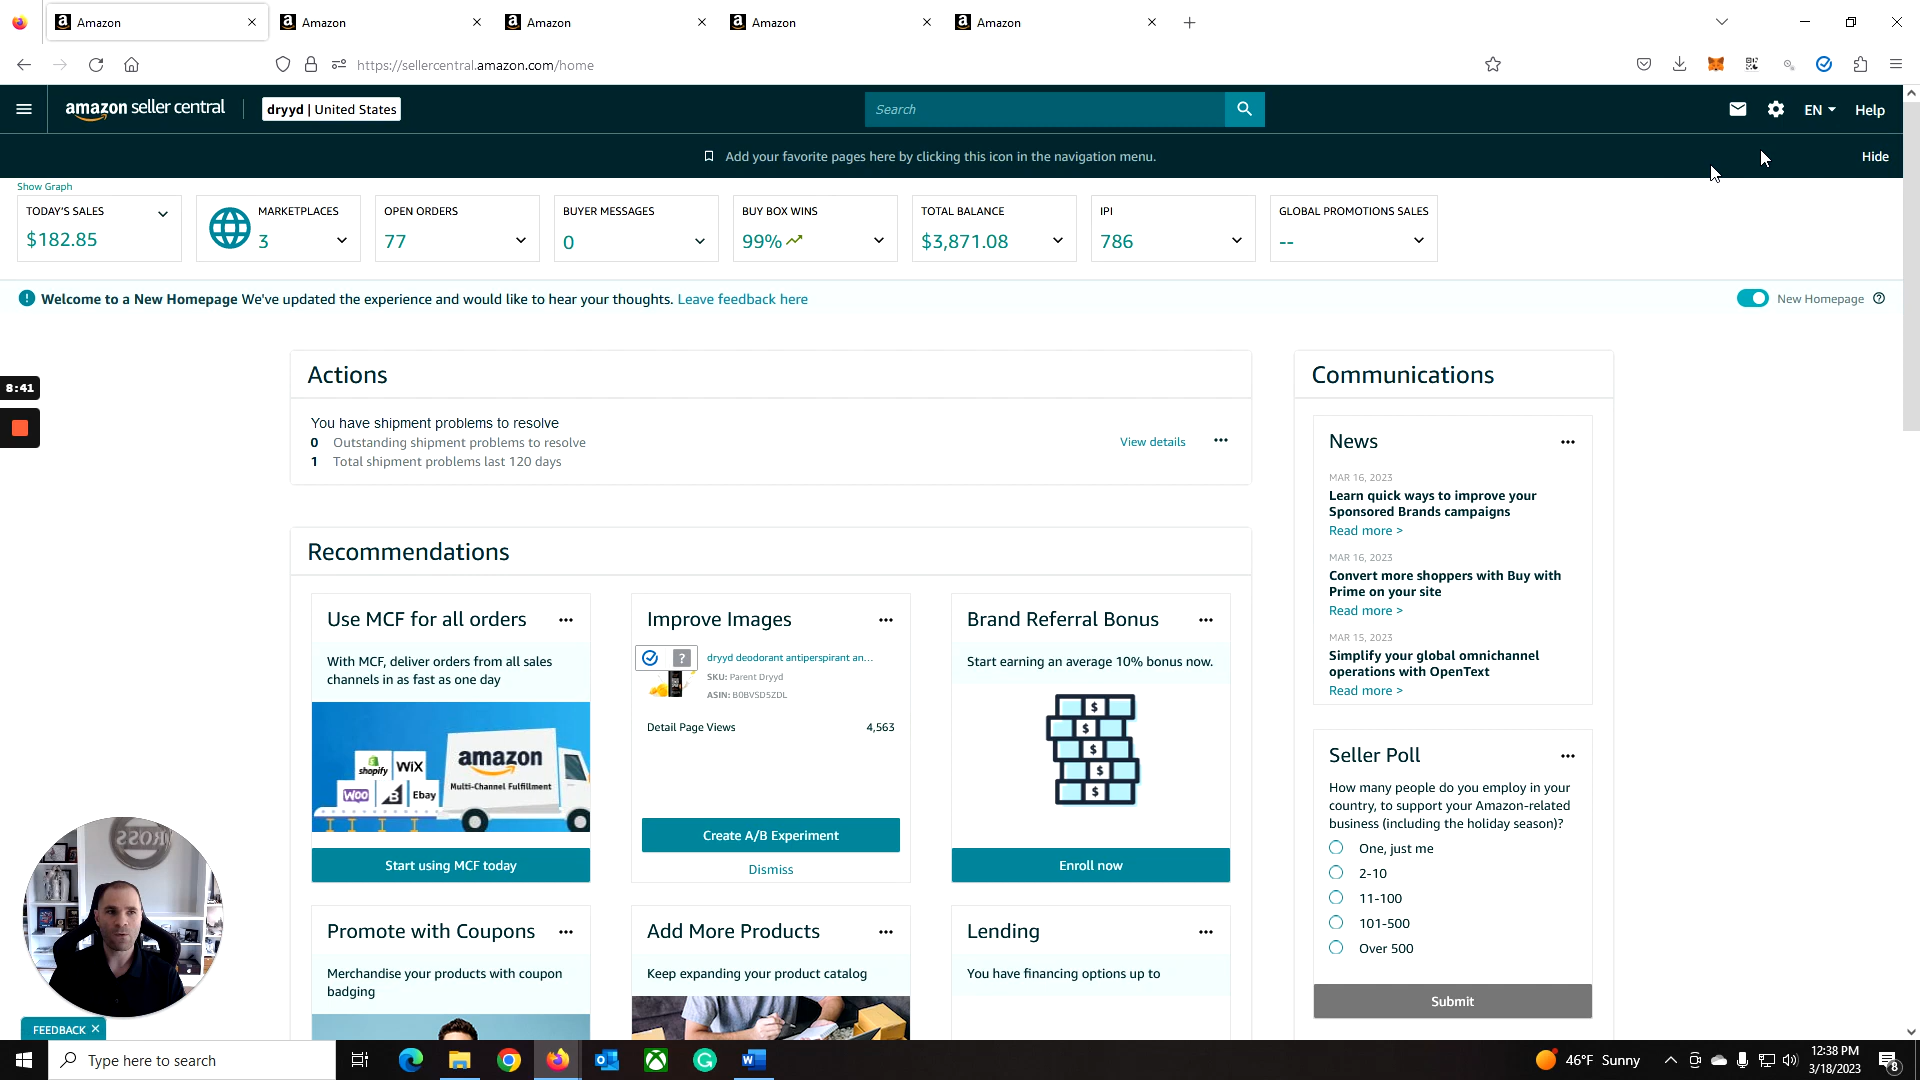 Amazon
Amazon
Amazon
Amazon
Amazon
https://sellercentral.amazon.com/home
amazon seller central
dryyd | United States
Search
EN
Help
Add your favorite pages here by clicking this icon in the navigation menu.
Hide
Show Graph
TODAY'S SALES
$182.85
MARKETPLACES
3
OPEN ORDERS
77
BUYER MESSAGES
0
BUY BOX WINS
99%
TOTAL BALANCE
$3,871.08
IPI
786
GLOBAL PROMOTIONS SALES
--
Welcome to a New Homepage We've updated the experience and would like to hear your thoughts. Leave feedback here
New Homepage
8:41
Actions
You have shipment problems to resolve
0 Outstanding shipment problems to resolve
1 Total shipment problems last 120 days
View details
Recommendations
Use MCF for all orders
With MCF, deliver orders from all sales
channels in as fast as one day
shopify
WiX
Woo
Ebay
amazon
Multi-Channel Fulfillment
Start using MCF today
Improve Images
dryyd deodorant antiperspirant an...
SKU: Parent Dryyd
ASIN: B0BVSD5ZDL
Detail Page Views 4,563
Create A/B Experiment
Dismiss
Brand Referral Bonus
Start earning an average 10% bonus now.
Enroll now
Promote with Coupons
Merchandise your products with coupon
badging
Add More Products
Keep expanding your product catalog
Lending
You have financing options up to
Communications
News
MAR 16, 2023
Learn quick ways to improve your
Sponsored Brands campaigns
Read more >
MAR 16, 2023
Convert more shoppers with Buy with
Prime on your site
Read more >
MAR 15, 2023
Simplify your global omnichannel
operations with OpenText
Read more >
Seller Poll
How many people do you employ in your
country, to support your Amazon-related
business (including the holiday season)?
One, just me
2-10
11-100
101-500
Over 500
Submit
FEEDBACK
Type here to search
46°F Sunny
12:38 PM
3/18/2023
8